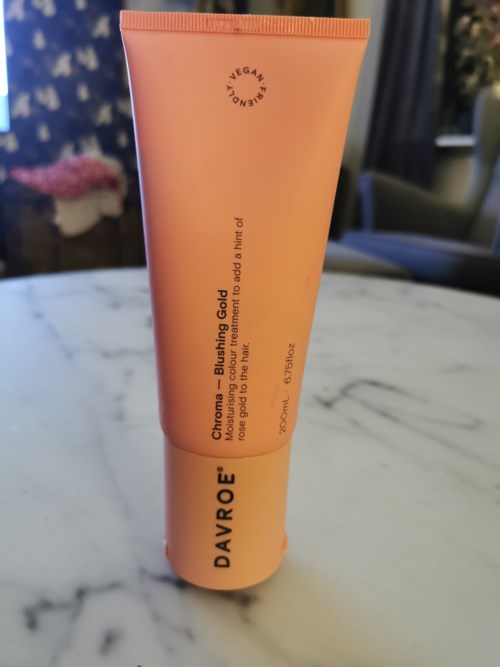 VEGAN · FRIENDLY ·
Chroma — Blushing Gold
Moisturising colour treatment to add a hint of
rose gold to the hair.
200mL · 6.75floz
DAVROE®